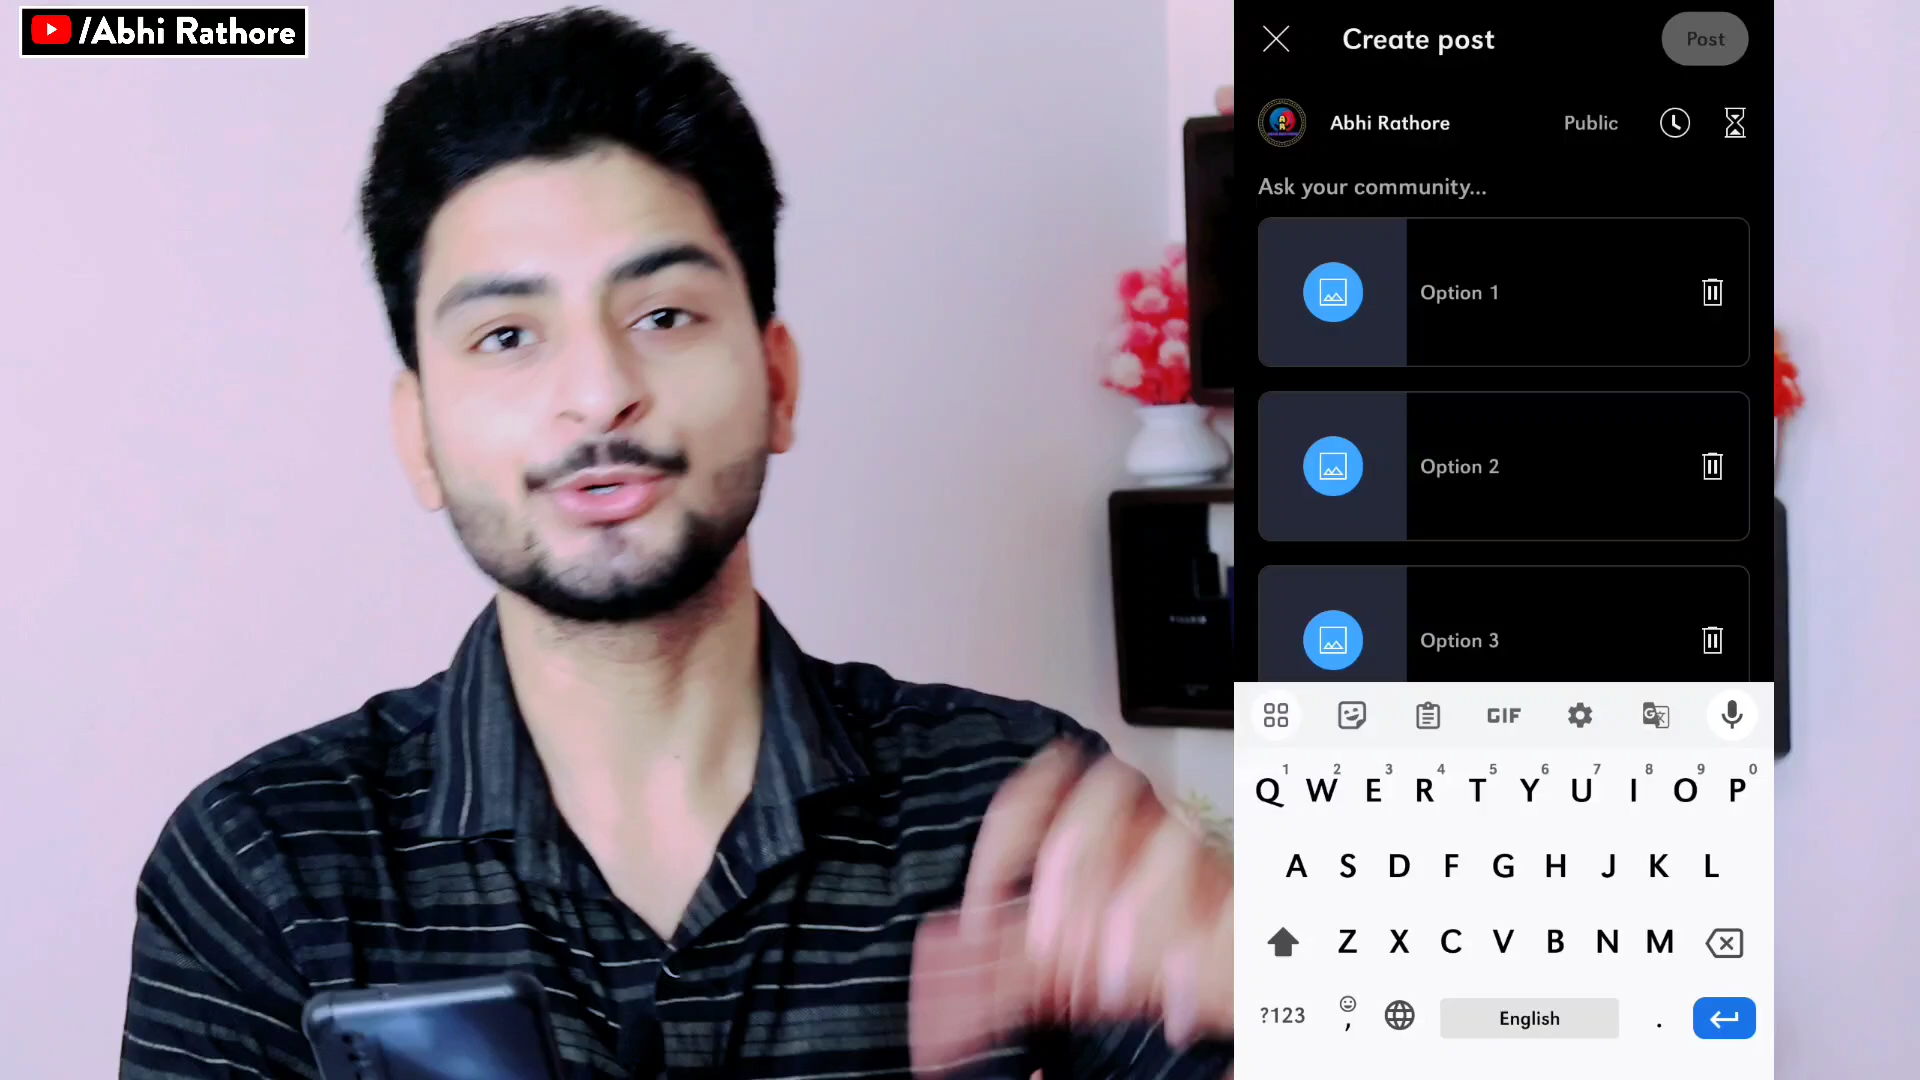 /Abhi Rathore
Create post
Post
Abhi Rathore
Public
Ask your community...
Option 1
Option 2
Option 3
GIF
1 2 3 4 5 6 7 8 9 0
Q W E R T Y U I O P
A S D F G H J K L
Z X C V B N M
?123 , English .